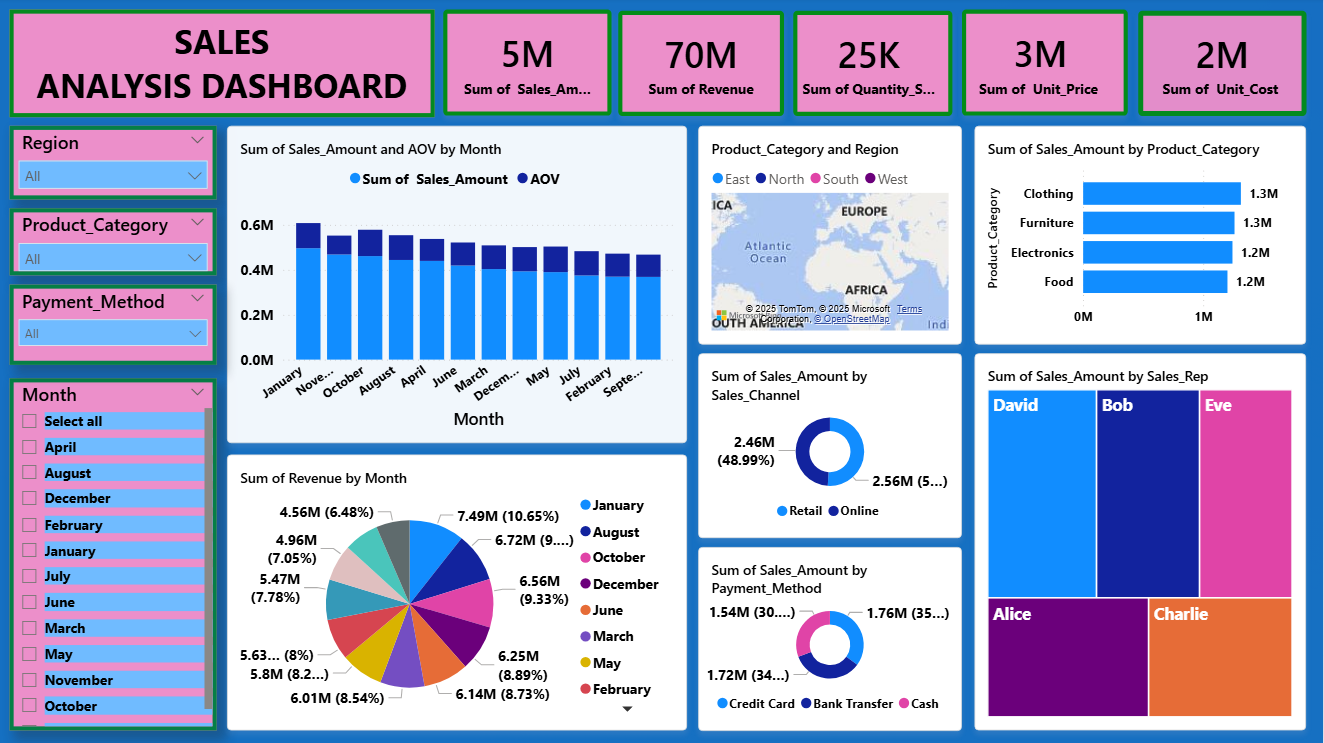 SALES
ANALYSIS DASHBOARD
5M
Sum of Sales_Am...
70M
Sum of Revenue
25K
Sum of Quantity_S...
3M
Sum of Unit_Price
2M
Sum of Unit_Cost
Region
All
Product_Category
All
Payment_Method
All
Month
Select all
April
August
December
February
January
July
June
March
May
November
October
Sum of Sales_Amount and AOV by Month
Sum of Sales_Amount AOV
0.6M
0.4M
0.2M
0.0M
January
Nove...
October
August
April
June
March
Decem...
May
July
February
Septe...
Month
Sum of Revenue by Month
4.56M (6.48%)
7.49M (10.65%)
4.96M
(7.05%)
6.72M (9....)
5.47M
(7.78%)
6.56M
(9.33%)
5.63... (8%)
6.25M
(8.89%)
5.8M (8.2...)
6.14M (8.73%)
6.01M (8.54%)
January
August
October
December
June
March
May
February
Product_Category and Region
East North South West
ICA
EUROPE
Atlantic
Ocean
AFRICA
© 2025 TomTom, © 2025 Microsoft Terms
Corporation, © OpenStreetMap
Microsoft
OUTH AMERICA
Indi
Sum of Sales_Amount by
Sales_Channel
2.46M
(48.99%)
2.56M (5...)
Retail Online
Sum of Sales_Amount by
Payment_Method
1.54M (30....)
1.76M (35...)
1.72M (34...)
Credit Card Bank Transfer Cash
Sum of Sales_Amount by Product_Category
Product_Category
Clothing 1.3M
Furniture 1.3M
Electronics 1.2M
Food 1.2M
0M 1M
Sum of Sales_Amount by Sales_Rep
David
Bob
Eve
Alice
Charlie